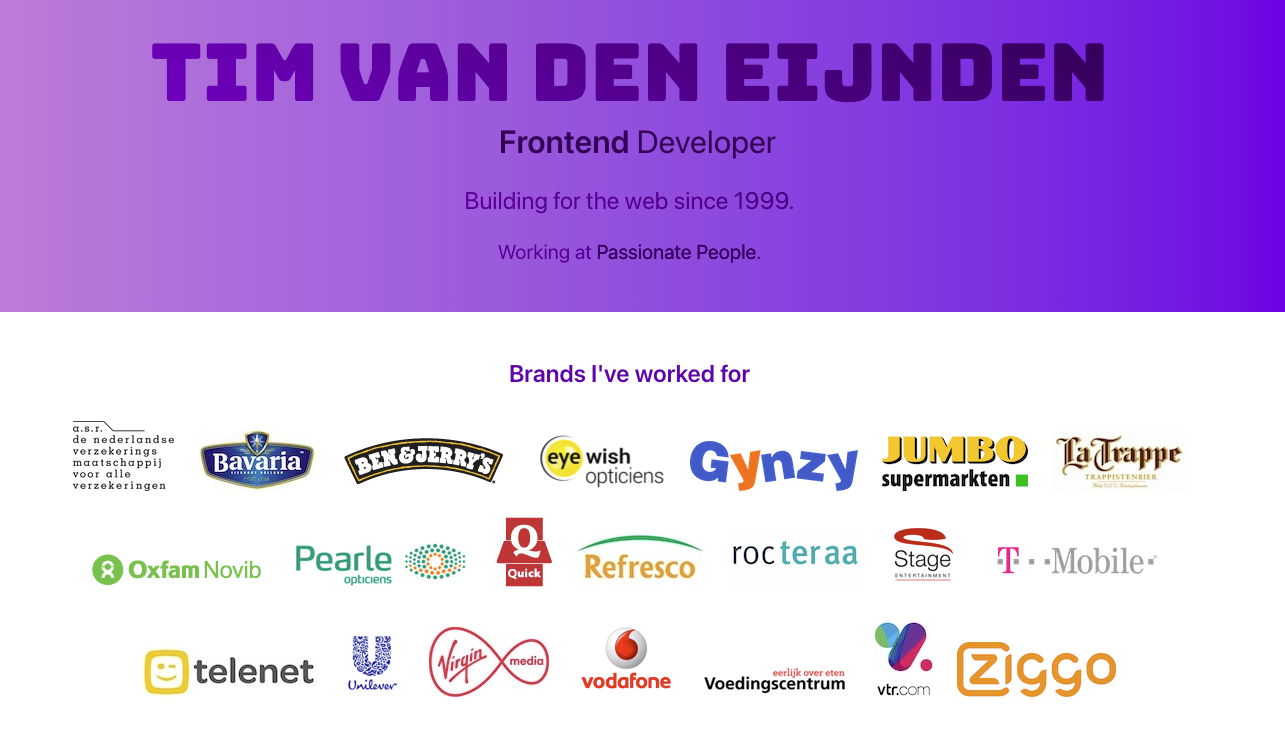 TIM VAN DEN EIJNDEN
Frontend Developer
Building for the web since 1999.
Working at Passionate People.
Brands I've worked for
a.s.r.
de nederlandse
verzekerings
maatschappij
voor alle
verzekeringen
Bavaria
BEN & JERRY'S
eye wish
opticiens
Gynzy
JUMBO
supermarkten
La Trappe
TRAPPISTENBIER
Oxfam Novib
Pearle
opticiens
Q
Quick
Refresco
roc teraa
Stage
ENTERTAINMENT
T Mobile
telenet
U
Unilever
Virgin media
vodafone
eerlijk over eten
Voedingscentrum
vtr.com
ziggo